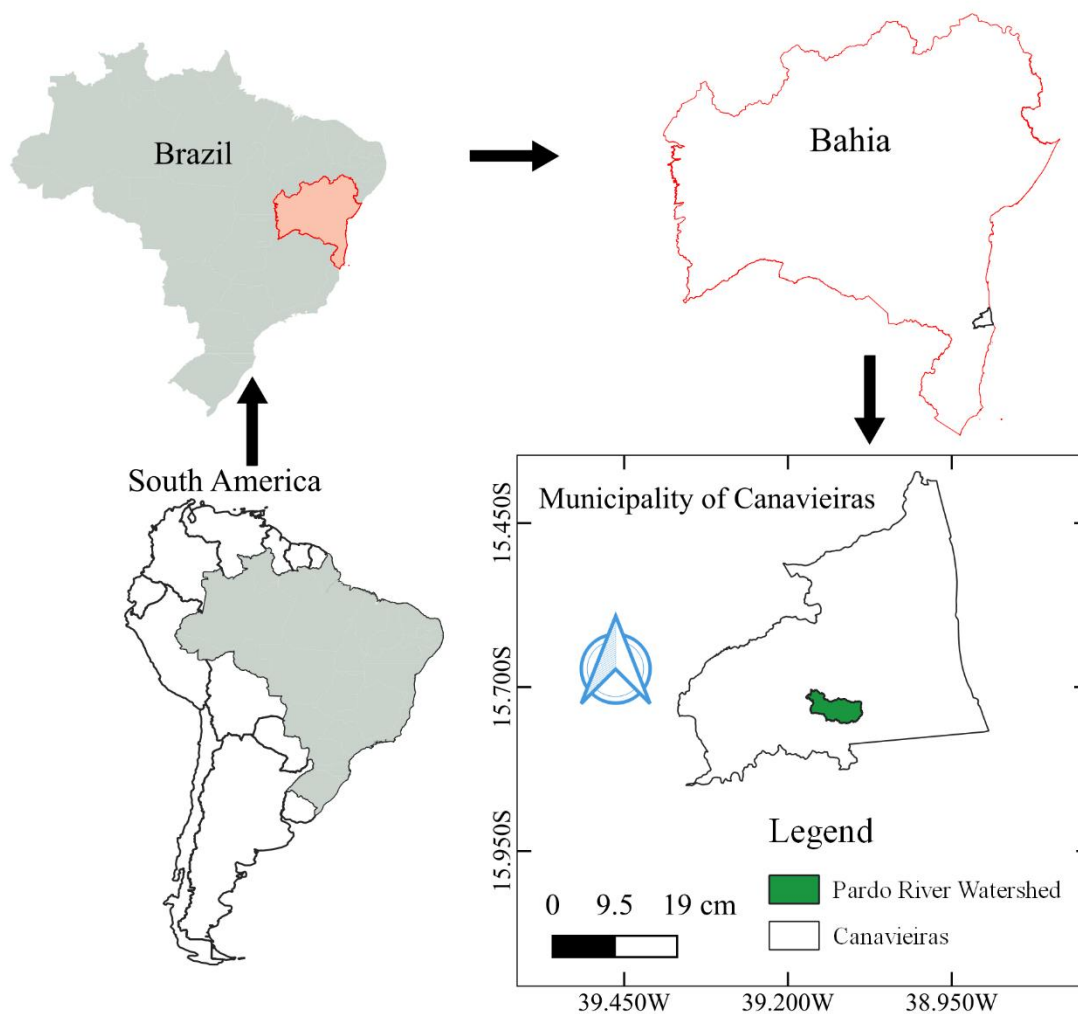 Brazil
Bahia
South America
Municipality of Canavieiras
15.450S
15.700S
15.950S
Legend
Pardo River Watershed
Canavieiras
0 9.5 19 cm
39.450W 39.200W 38.950W